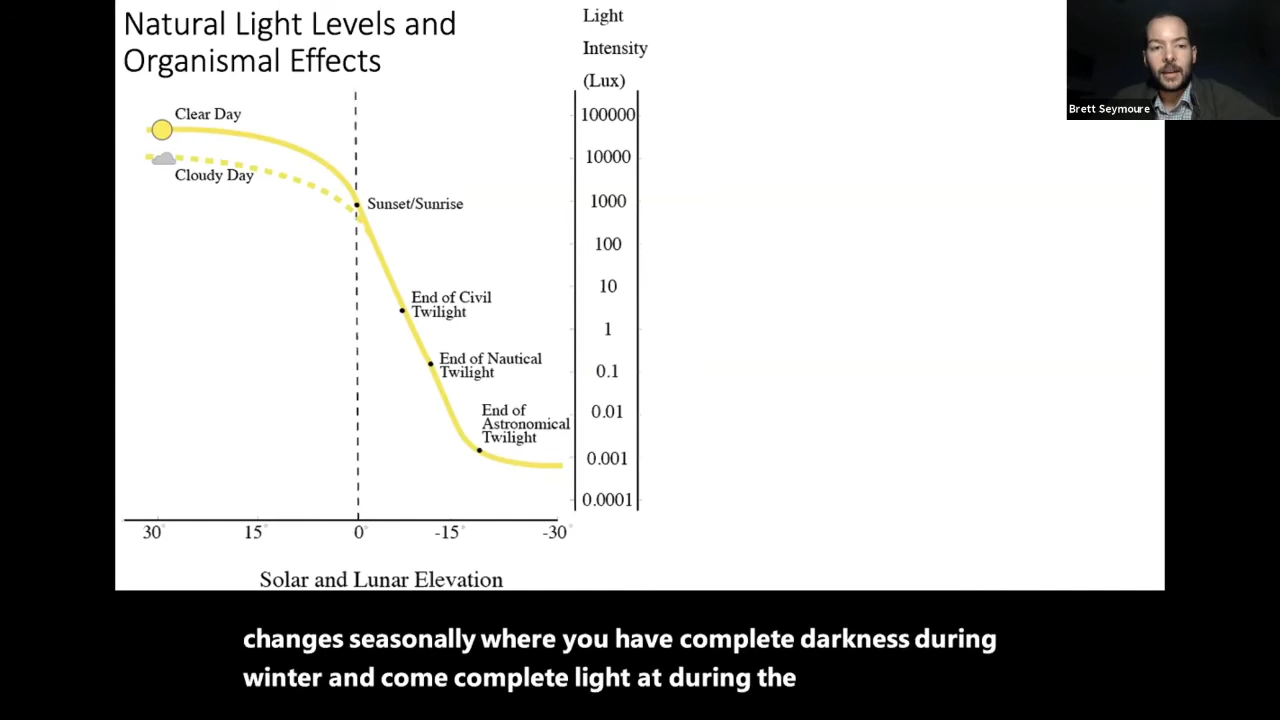 Natural Light Levels and
Organismal Effects
Light
Intensity
(Lux)
Brett Seymoure
Clear Day
Cloudy Day
Sunset/Sunrise
End of Civil
Twilight
End of Nautical
Twilight
End of
Astronomical
Twilight
100000
10000
1000
100
10
1
0.1
0.01
0.001
0.0001
30° 15° 0° -15° -30°
Solar and Lunar Elevation
changes seasonally where you have complete darkness during
winter and come complete light at during the